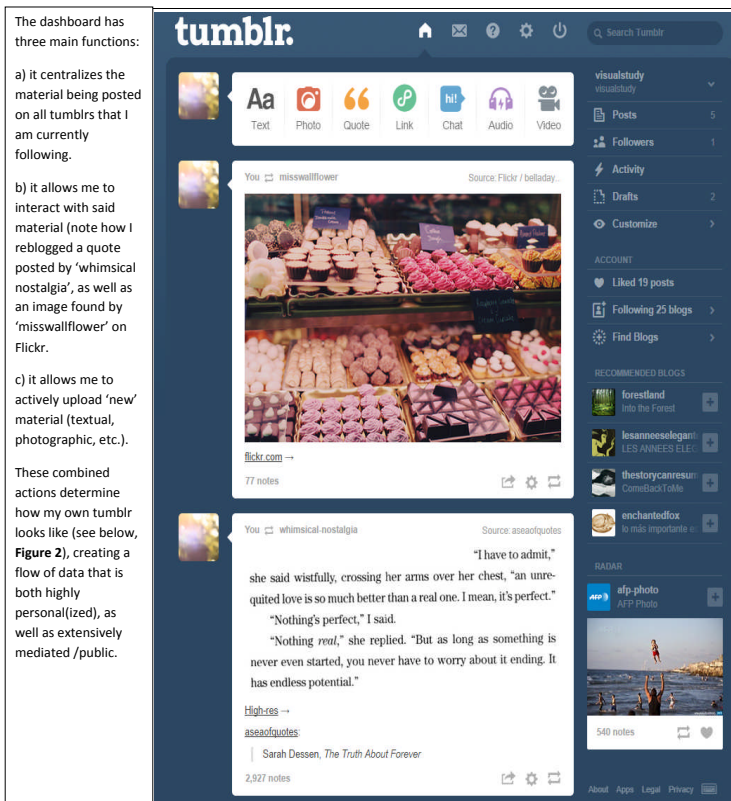 The dashboard has
three main functions:
a) it centralizes the
material being posted
on all tumblrs that I
am currently
following.
b) it allows me to
interact with said
material (note how I
reblogged a quote
posted by ‘whimsical
nostalgia’, as well as
an image found by
‘misswallflower’ on
Flickr.
c) it allows me to
actively upload ‘new’
material (textual,
photographic, etc.).
These combined
actions determine
how my own tumblr
looks like (see below,
Figure 2), creating a
flow of data that is
both highly
personal(ized), as
well as extensively
mediated /public.
tumblr.
Search Tumblr
Aa
hi!
Text Photo Quote Link Chat Audio Video
You misswallflower Source: Flickr / belladay...
flickr.com →
77 notes
You whimsical-nostalgia Source: aseaofquotes
“I have to admit,”
she said wistfully, crossing her arms over her chest, “an unre-
quited love is so much better than a real one. I mean, it’s perfect.”
“Nothing’s perfect,” I said.
“Nothing real,” she replied. “But as long as something is
never even started, you never have to worry about it ending. It
has endless potential.”
High-res →
aseaofquotes:
Sarah Dessen, The Truth About Forever
2,927 notes
visualstudy
visualstudy
Posts 5
Followers 1
Activity
Drafts 2
Customize
ACCOUNT
Liked 19 posts
Following 25 blogs
Find Blogs
RECOMMENDED BLOGS
forestland
Into the Forest
lesanneeselegant
LES ANNEES ELEG
thestorycanresum
ComeBackToMe
enchantedfox
lo más importante es
RADAR
AFP
afp-photo
AFP Photo
540 notes
About Apps Legal Privacy